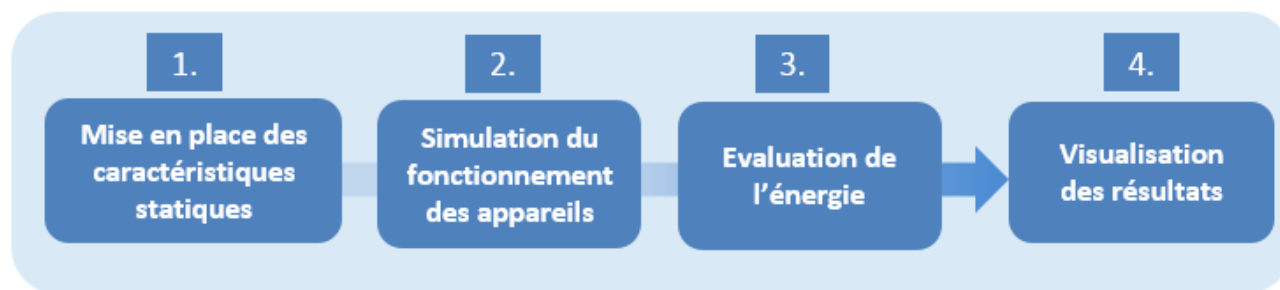 1.
Mise en place des
caractéristiques
statiques
2.
Simulation du
fonctionnement
des appareils
3.
Evaluation de
l'énergie
4.
Visualisation
des résultats